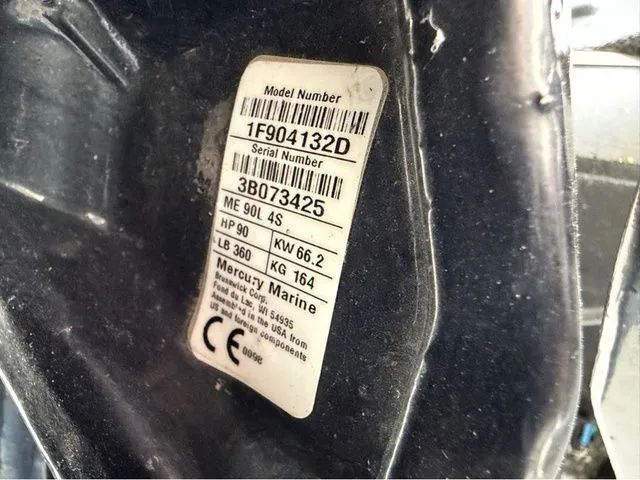 Model Number
1F904132D
Serial Number
3B073425
ME 90L 4S
HP 90 KW 66.2
LB 360 KG 164
Mercury Marine
Brunswick Corp.
Fond du Lac, WI 54935
Assembled in the USA from
US and foreign components
CE 0098